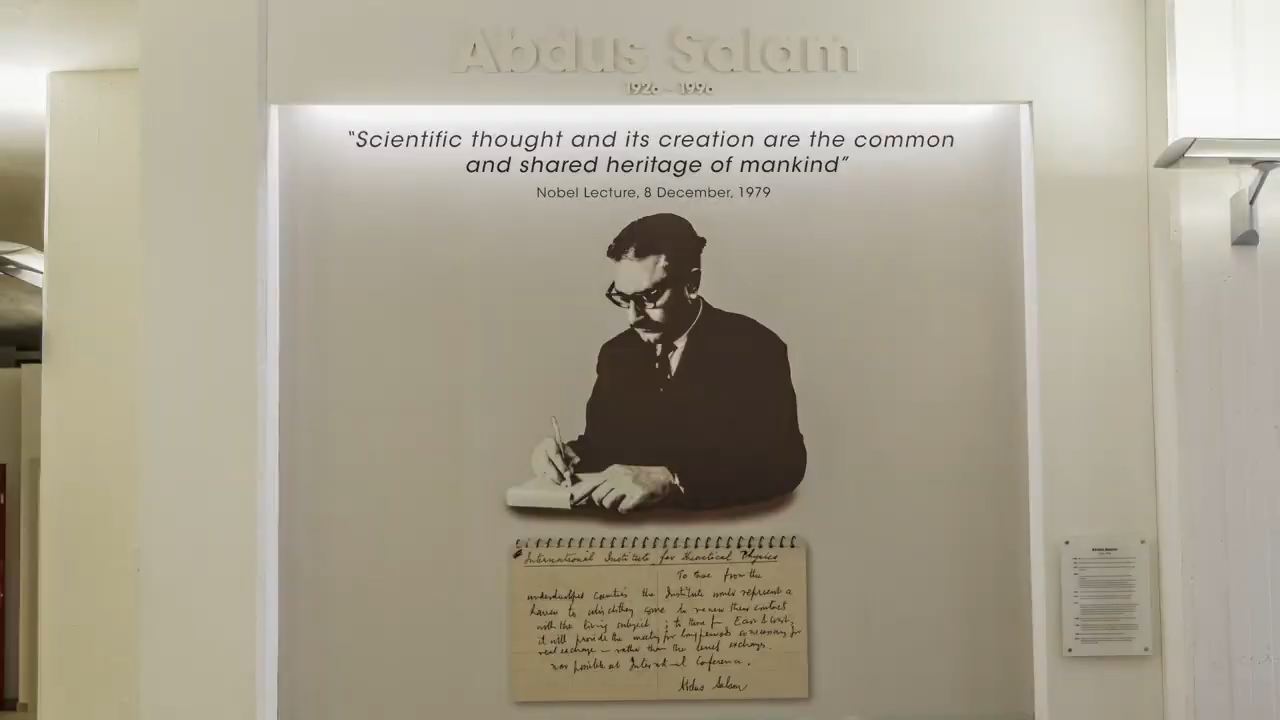 Abdus Salam
1926 - 1996
“Scientific thought and its creation are the common
and shared heritage of mankind”
Nobel Lecture, 8 December, 1979
International Institute for Theoretical Physics
To those from the
countries the Institute would represent a
haven to which they come to renew their contact
with the living subject ; to those from East & West,
it will provide the meeting for long periods so necessary for
real exchange — rather than the brief exchanges
now possible at International Conference.
Abdus Salam